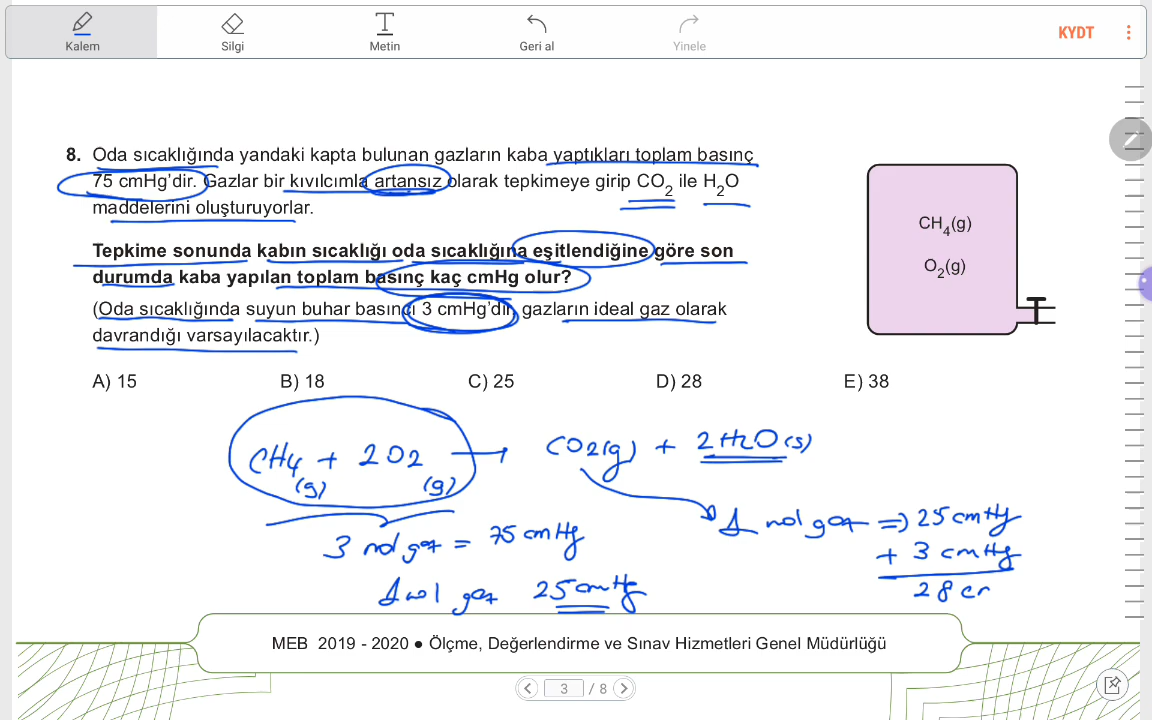 Kalem Silgi Metin Geri al Yinele KYDT
8. Oda sıcaklığında yandaki kapta bulunan gazların kaba yaptıkları toplam basınç
75 cmHg'dir. Gazlar bir kıvılcımla artansız olarak tepkimeye girip CO2 ile H2O
maddelerini oluşturuyorlar.
Tepkime sonunda kabın sıcaklığı oda sıcaklığına eşitlendiğine göre son
durumda kaba yapılan toplam basınç kaç cmHg olur?
(Oda sıcaklığında suyun buhar basıncı 3 cmHg'dir, gazların ideal gaz olarak
davrandığı varsayılacaktır.)
CH4(g)
O2(g)
A) 15 B) 18 C) 25 D) 28 E) 38
CH4 + 2O2 → CO2(g) + 2H2O(s)
(g) (g)
3 mol gaz = 75 cmHg
1 mol gaz 25 cmHg
1 mol gaz => 25 cmHg
+ 3 cmHg
28 cm
MEB 2019 - 2020 ● Ölçme, Değerlendirme ve Sınav Hizmetleri Genel Müdürlüğü
3 / 8